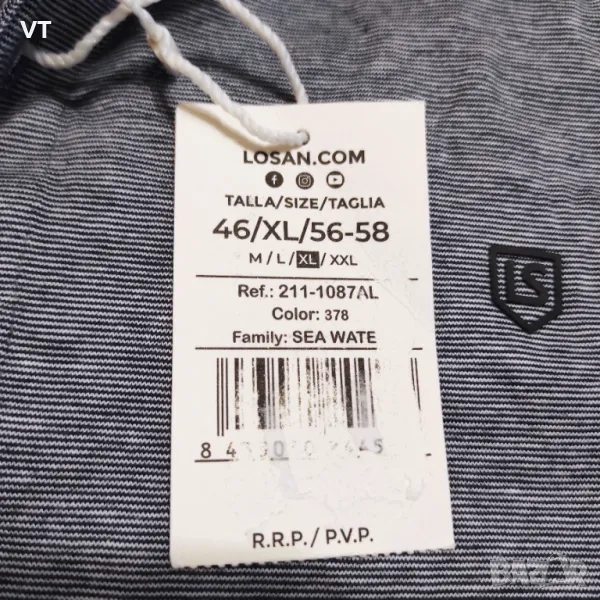 VT
LOSAN.COM
TALLA/SIZE/TAGLIA
46/XL/56-58
M / L / XL / XXL
Ref.: 211-1087AL
Color: 378
Family: SEA WATE
LS
R.R.P./ P.V.P.